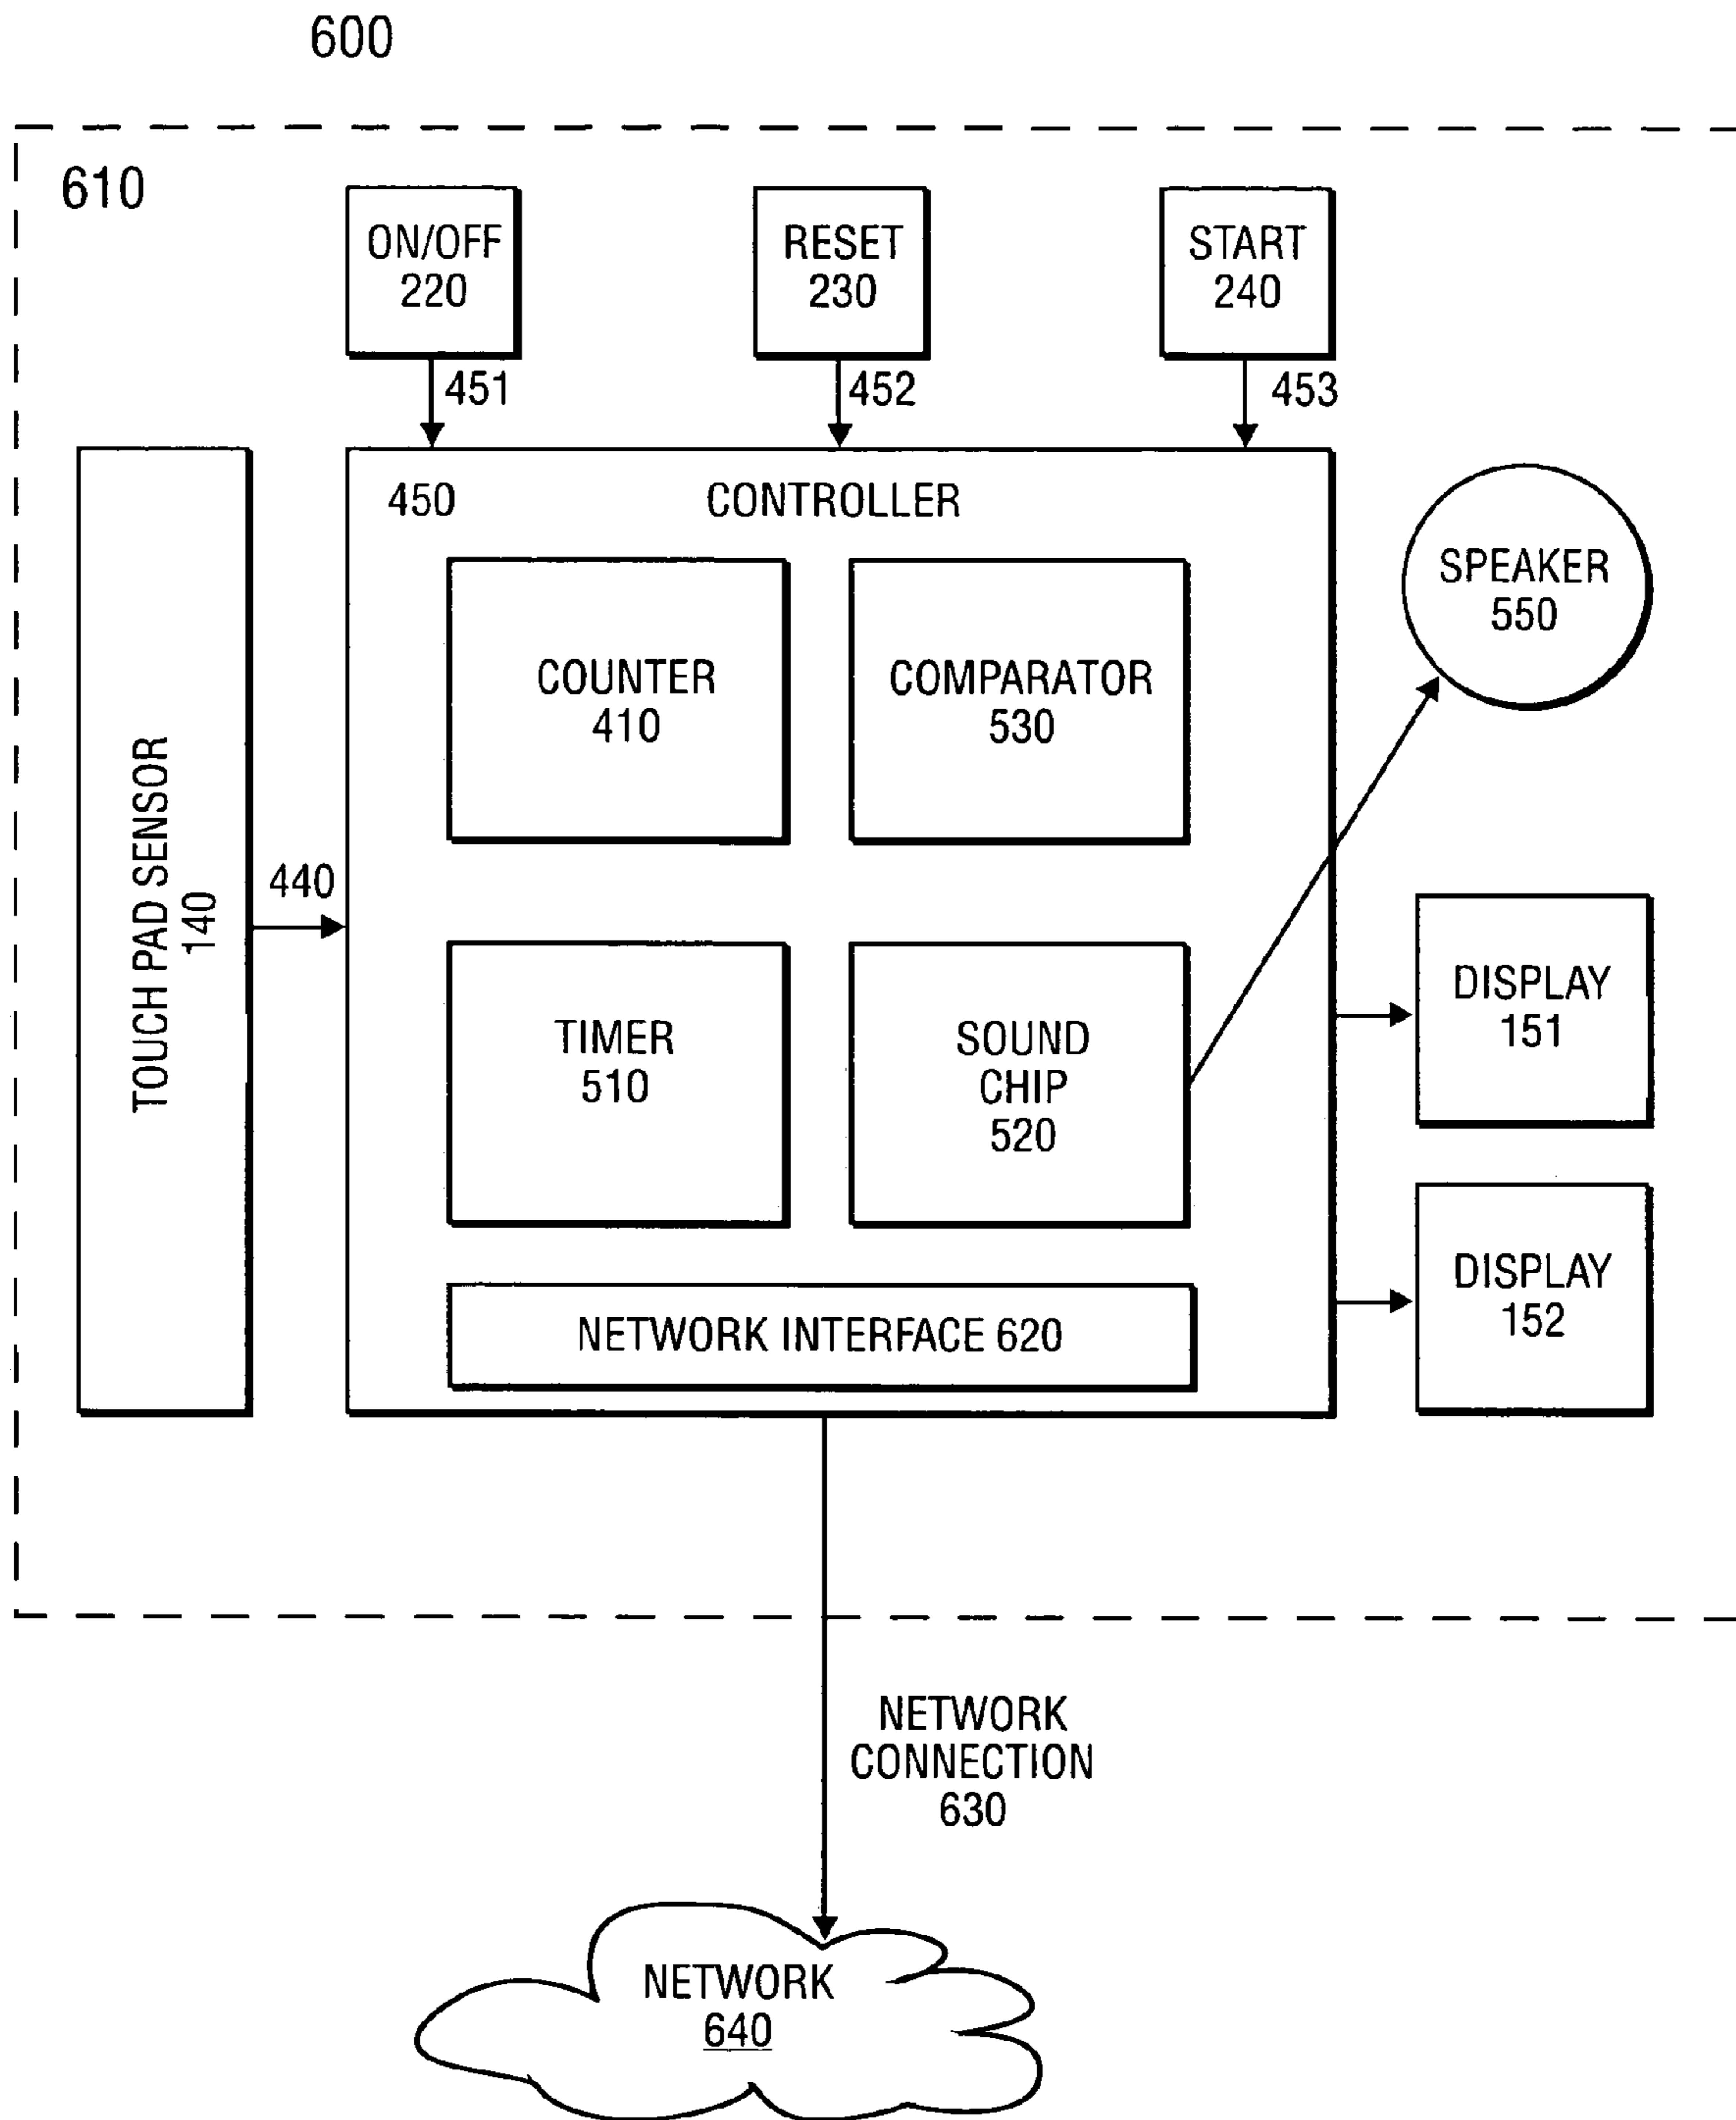 600
610
ON/OFF
220
RESET
230
START
240
451
452
453
450
CONTROLLER
SPEAKER
550
COUNTER
410
COMPARATOR
530
TOUCH PAD SENSOR
140
440
TIMER
510
SOUND
CHIP
520
DISPLAY
151
DISPLAY
152
NETWORK INTERFACE 620
NETWORK
CONNECTION
630
NETWORK
640